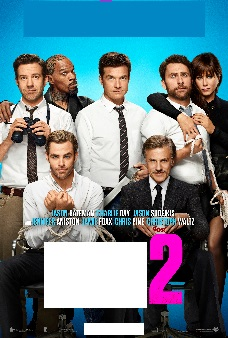 JASON BATEMAN CHARLIE DAY JASON SUDEIKIS
JENNIFER ANISTON JAMIE FOXX CHRIS PINE CHRISTOPH WALTZ
2